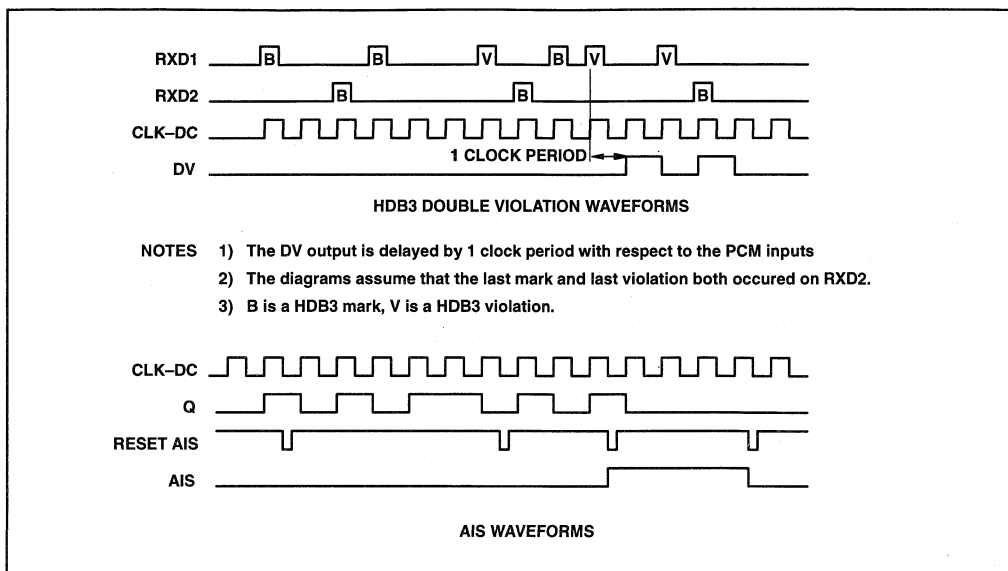 RXD1 B B V B V V
RXD2 B B B
CLK–DC
1 CLOCK PERIOD
DV
HDB3 DOUBLE VIOLATION WAVEFORMS
NOTES 1) The DV output is delayed by 1 clock period with respect to the PCM inputs
2) The diagrams assume that the last mark and last violation both occured on RXD2.
3) B is a HDB3 mark, V is a HDB3 violation.
CLK–DC
Q
RESET AIS
AIS
AIS WAVEFORMS